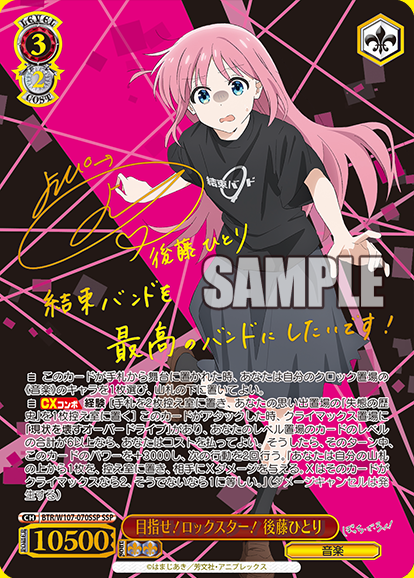 LEVEL
3
2
COST
結束バンド
後藤ひとり
SAMPLE
結束バンドを
最高のバンドにしたいです!
自 このカードが手札から舞台に置かれた時、あなたは自分のクロック置場の
《音楽》のキャラを1枚選び、山札の下に置いてよい。
自 CXコンボ 経験 [手札を2枚控え室に置き、あなたの思い出置場の「失態の歴
史」を1枚控え室に置く] このカードがアタックした時、クライマックス置場に
「現状を壊すオーバードライブ」があり、あなたのレベル置場のカードのレベル
の合計が6以上なら、あなたはコストを払ってよい。そうしたら、そのターン中、
このカードのパワーを+3000し、次の行動を2回行う。『あなたは自分の山札
の上から1枚を、控え室に置き、相手にXダメージを与える。Xはそのカードが
クライマックスなら2、そうでないなら1に等しい。』(ダメージキャンセルは発
生する)
CH BTR/W107-070SSP SSP
目指せ!ロックスター! 後藤ひとり
POWER
10500
音楽
©はまじあき/芳文社・アニプレックス